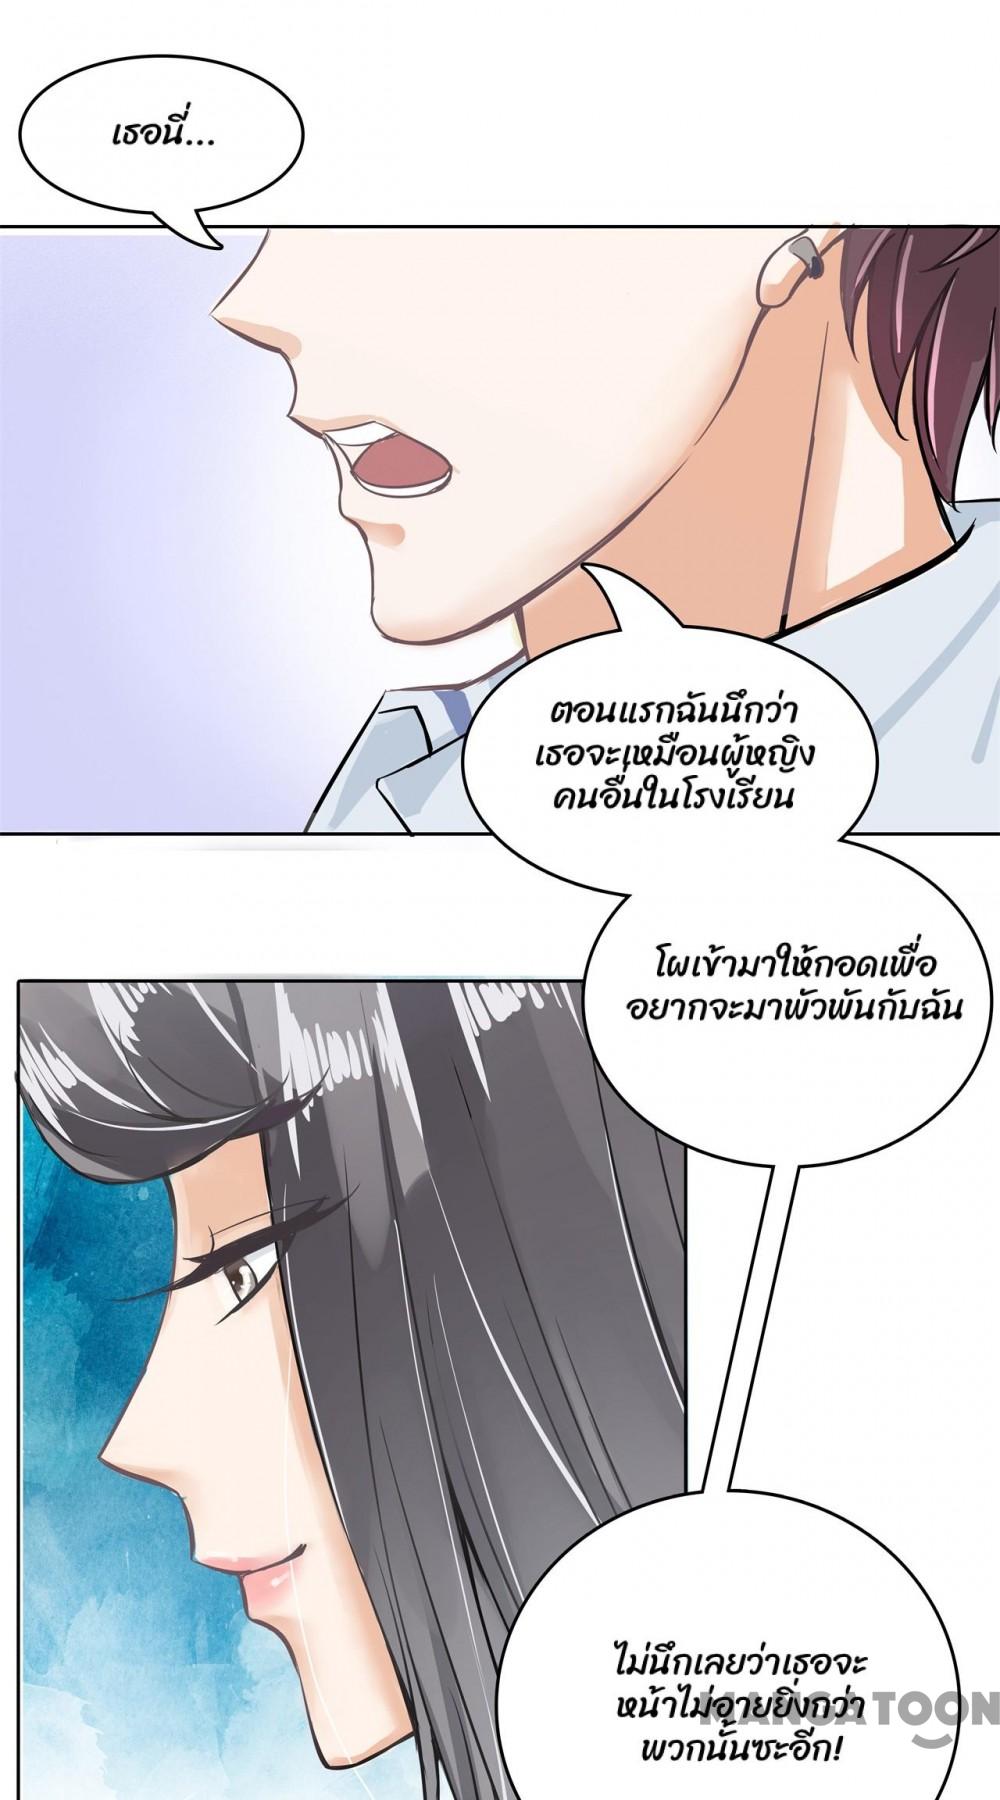 เธอนี่...
ตอนแรกฉันนึกว่า
เธอจะเหมือนผู้หญิง
คนอื่นในโรงเรียน
โผเข้ามาให้กอดเพื่อ
อยากจะมาพัวพันกับฉัน
ไม่นึกเลยว่าเธอจะ
หน้าไม่อายยิ่งกว่า
พวกนั้นซะอีก!
MANGATOON